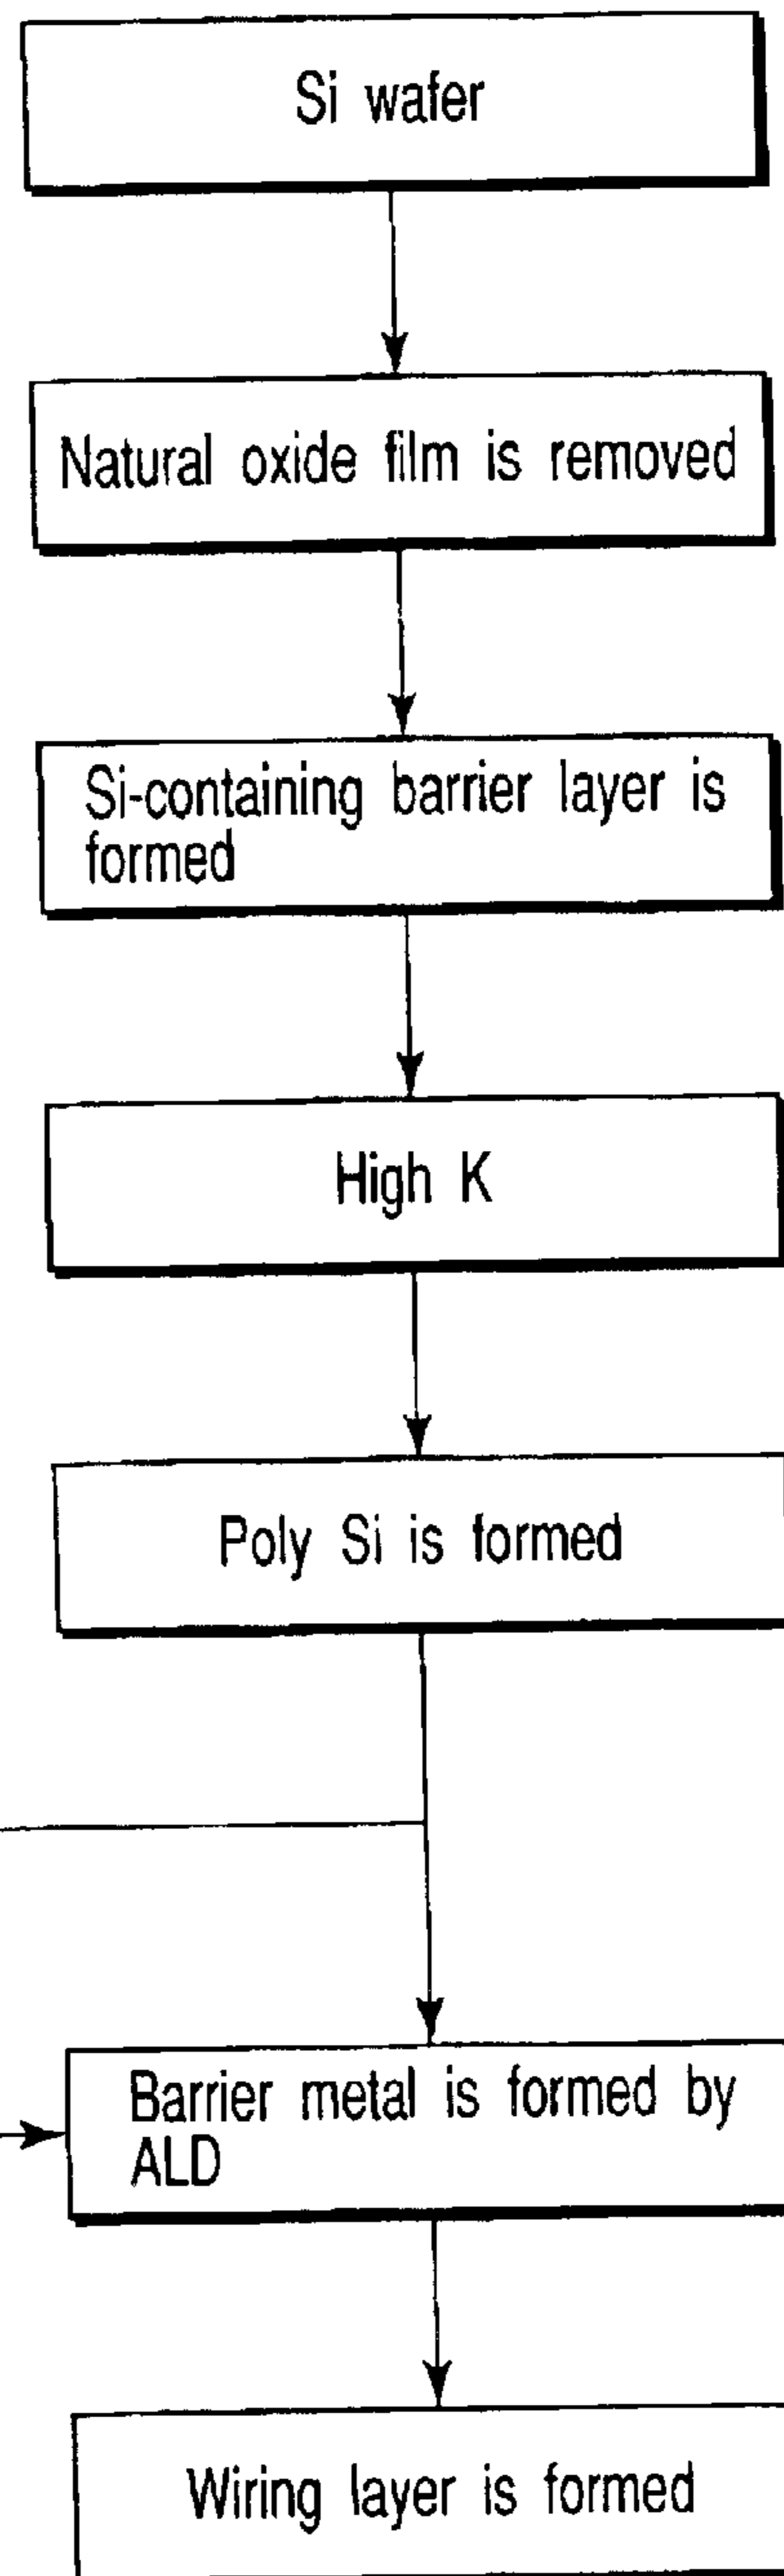 Si wafer
Natural oxide film is removed
Si-containing barrier layer is
formed
High K
Poly Si is formed
Barrier metal is formed by
ALD
Wiring layer is formed